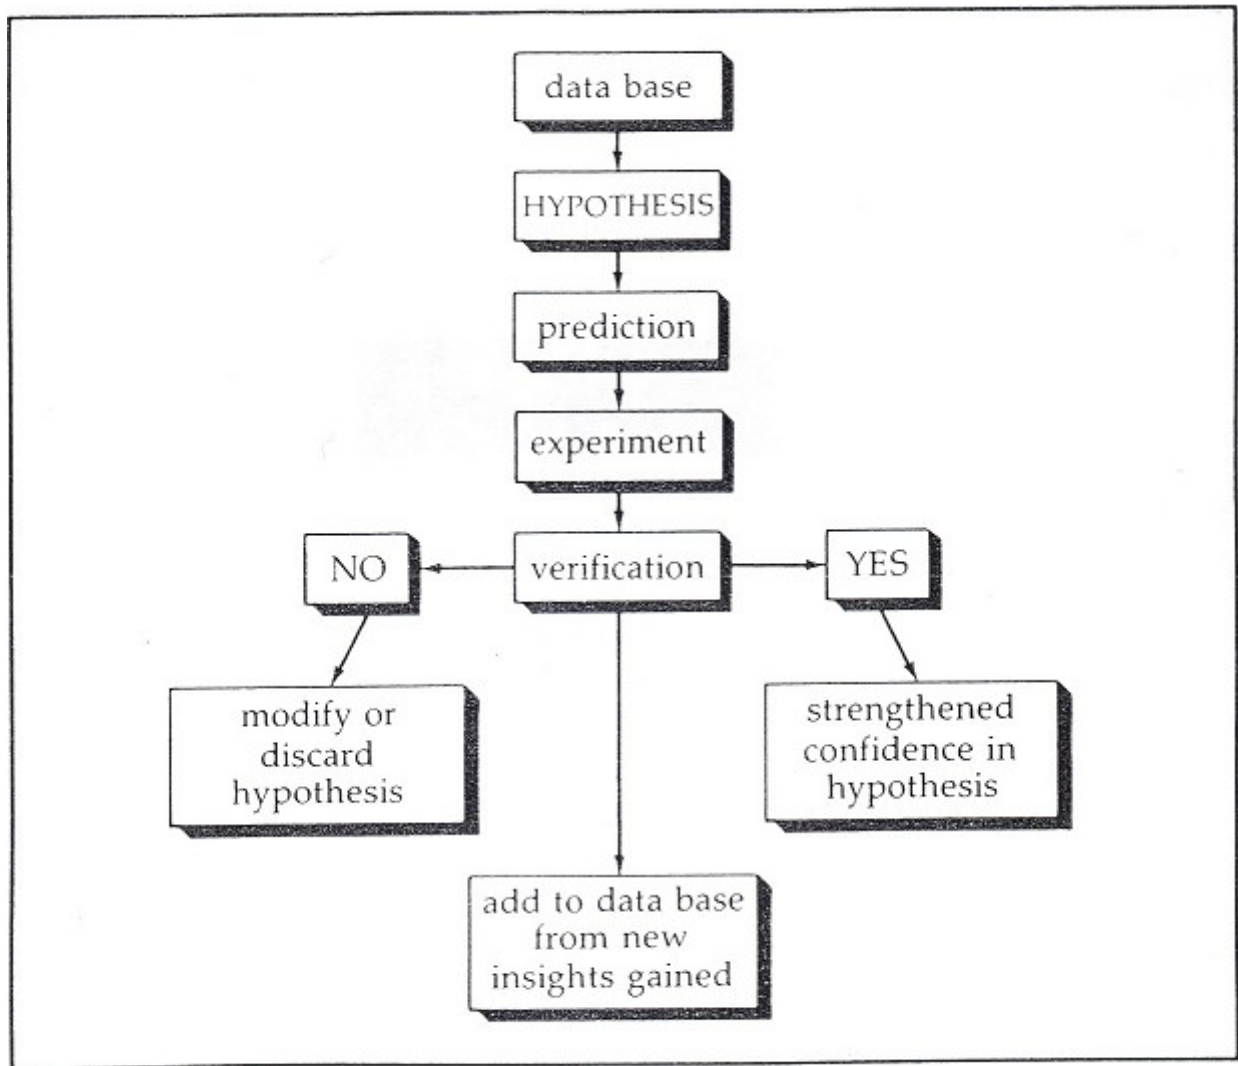 data base
HYPOTHESIS
prediction
experiment
NO
verification
YES
modify or
discard
hypothesis
strengthened
confidence in
hypothesis
add to data base
from new
insights gained